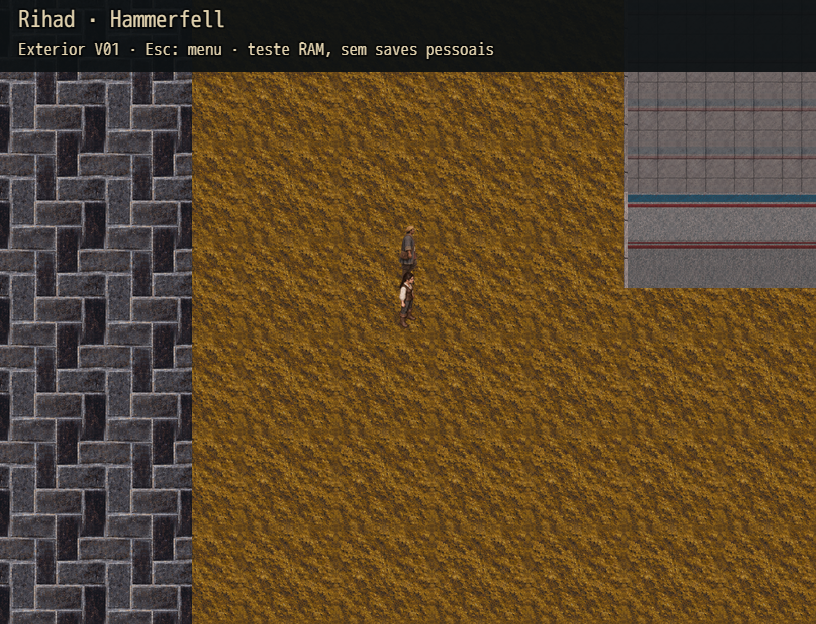 Rihad · Hammerfell
Exterior V01 · Esc: menu · teste RAM, sem saves pessoais